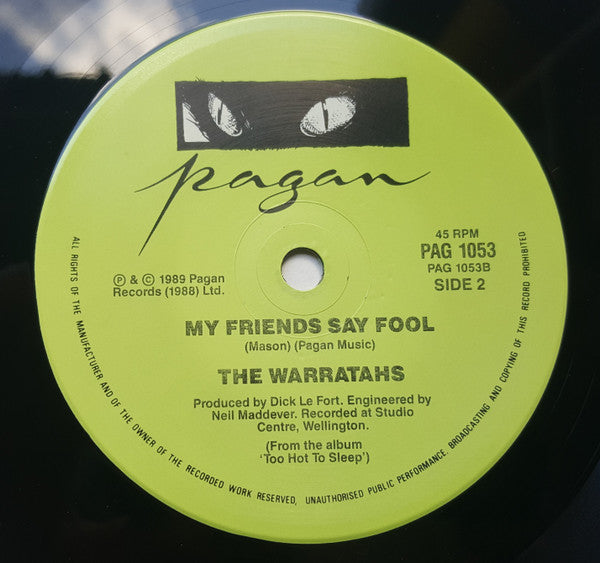 pagan
℗ & © 1989 Pagan
Records (1988) Ltd.
45 RPM
PAG 1053
PAG 1053B
SIDE 2
MY FRIENDS SAY FOOL
(Mason) (Pagan Music)
THE WARRATAHS
Produced by Dick Le Fort. Engineered by
Neil Maddever. Recorded at Studio
Centre, Wellington.
(From the album
'Too Hot To Sleep')
ALL RIGHTS OF THE MANUFACTURER AND OF THE OWNER OF THE RECORDED WORK RESERVED, UNAUTHORISED PUBLIC PERFORMANCE, BROADCASTING AND COPYING OF THIS RECORD PROHIBITED